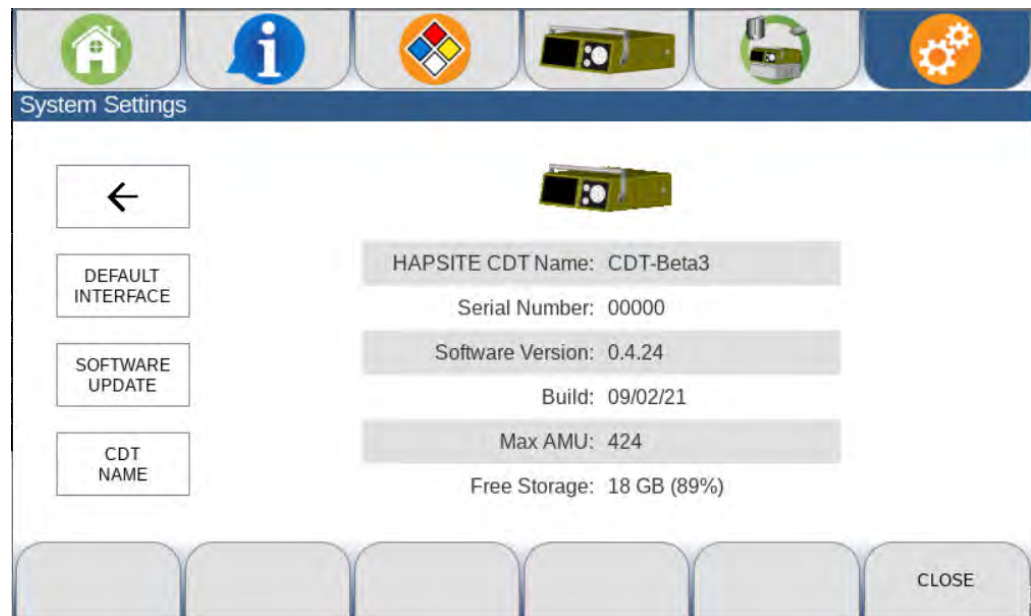 System Settings
←
DEFAULT
INTERFACE
SOFTWARE
UPDATE
CDT
NAME
HAPSITE CDT Name: CDT-Beta3
Serial Number: 00000
Software Version: 0.4.24
Build: 09/02/21
Max AMU: 424
Free Storage: 18 GB (89%)
CLOSE